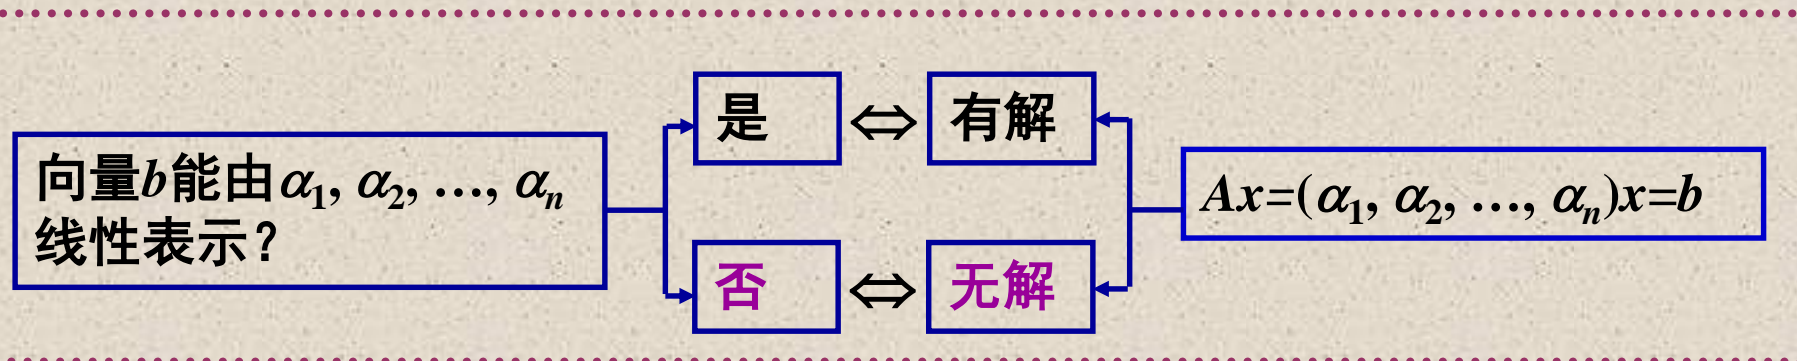 向量b能由α₁, α₂, …, αₙ
线性表示？
是 ⇔ 有解
否 ⇔ 无解
Ax=(α₁, α₂, …, αₙ)x=b